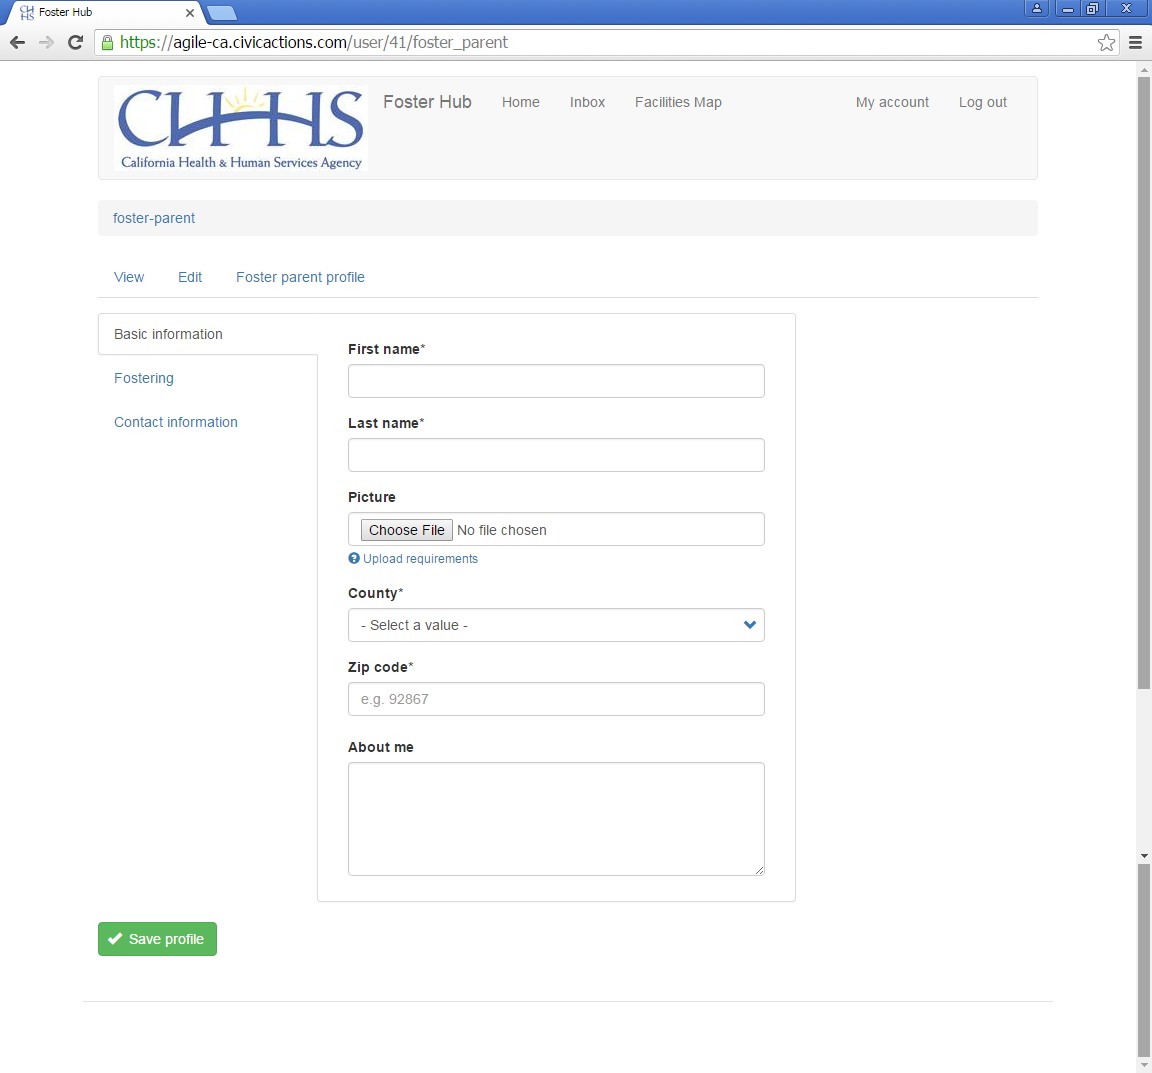 Foster Hub
https://agile-ca.civicactions.com/user/41/foster_parent
CHHS
California Health & Human Services Agency
Foster Hub Home Inbox Facilities Map My account Log out
foster-parent
View Edit Foster parent profile
Basic information
Fostering
Contact information
First name*
Last name*
Picture
Choose File No file chosen
Upload requirements
County*
- Select a value -
Zip code*
e.g. 92867
About me
Save profile